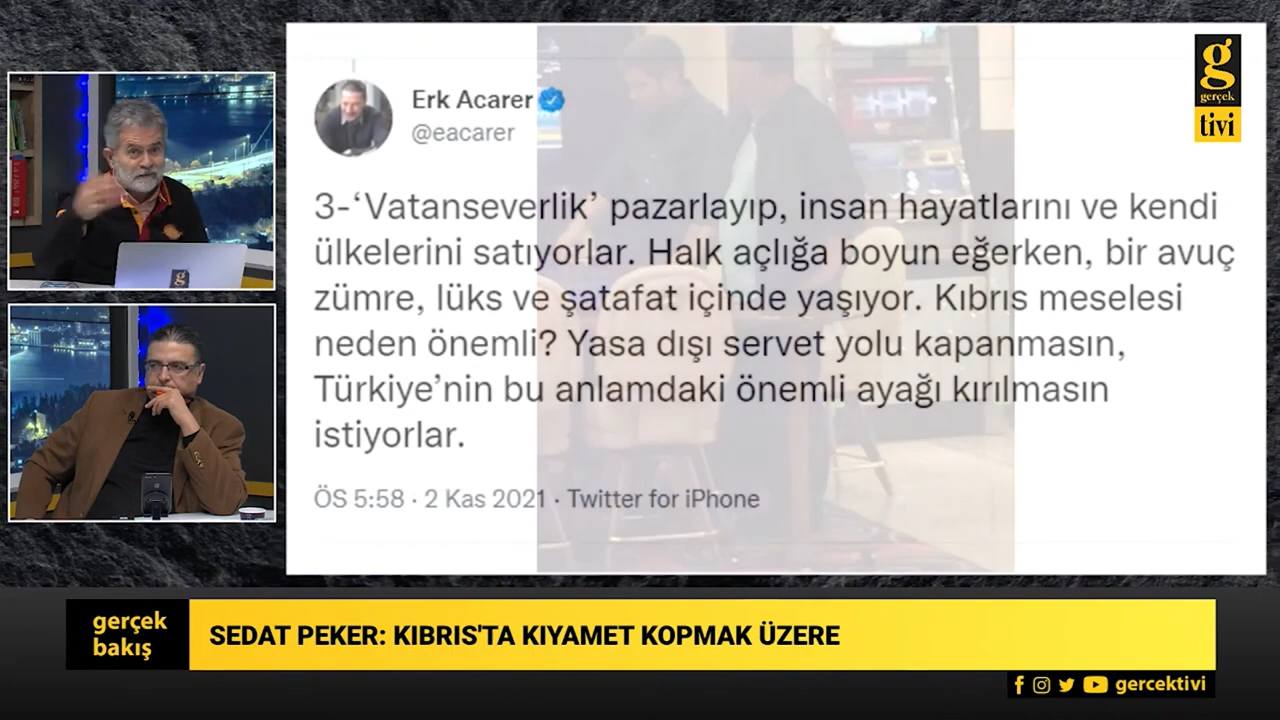 Erk Acarer
@eacarer
3-‘Vatanseverlik’ pazarlayıp, insan hayatlarını ve kendi
ülkelerini satıyorlar. Halk açlığa boyun eğerken, bir avuç
zümre, lüks ve şatafat içinde yaşıyor. Kıbrıs meselesi
neden önemli? Yasa dışı servet yolu kapanmasın,
Türkiye’nin bu anlamdaki önemli ayağı kırılmasın
istiyorlar.
ÖS 5:58 · 2 Kas 2021 · Twitter for iPhone
g
gerçek
tivi
gerçek
bakış
SEDAT PEKER: KIBRIS'TA KIYAMET KOPMAK ÜZERE
gercektivi